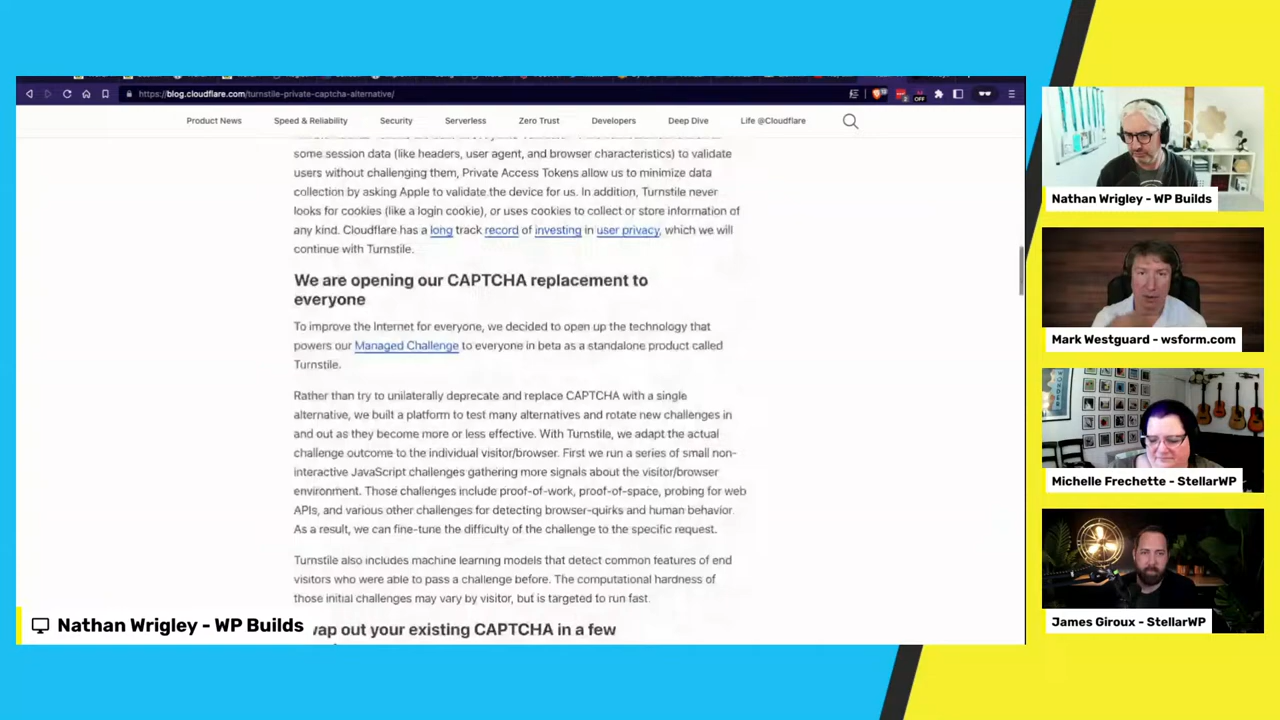 https://blog.cloudflare.com/turnstile-private-captcha-alternative/
OFF
Product News
Speed & Reliability
Security
Serverless
Zero Trust
Developers
Deep Dive
Life @Cloudflare
some session data (like headers, user agent, and browser characteristics) to validate
users without challenging them, Private Access Tokens allow us to minimize data
collection by asking Apple to validate the device for us. In addition, Turnstile never
looks for cookies (like a login cookie), or uses cookies to collect or store information of
any kind. Cloudflare has a long track record of investing in user privacy, which we will
continue with Turnstile.
We are opening our CAPTCHA replacement to
everyone
To improve the Internet for everyone, we decided to open up the technology that
powers our Managed Challenge to everyone in beta as a standalone product called
Turnstile.
Rather than try to unilaterally deprecate and replace CAPTCHA with a single
alternative, we built a platform to test many alternatives and rotate new challenges in
and out as they become more or less effective. With Turnstile, we adapt the actual
challenge outcome to the individual visitor/browser. First we run a series of small non-
interactive JavaScript challenges gathering more signals about the visitor/browser
environment. Those challenges include proof-of-work, proof-of-space, probing for web
APIs, and various other challenges for detecting browser-quirks and human behavior.
As a result, we can fine-tune the difficulty of the challenge to the specific request.
Turnstile also includes machine learning models that detect common features of end
visitors who were able to pass a challenge before. The computational hardness of
those initial challenges may vary by visitor, but is targeted to run fast.
out your existing CAPTCHA in a few
Nathan Wrigley - WP Builds
Nathan Wrigley - WP Builds
Mark Westguard - wsform.com
Michelle Frechette - StellarWP
James Giroux - StellarWP